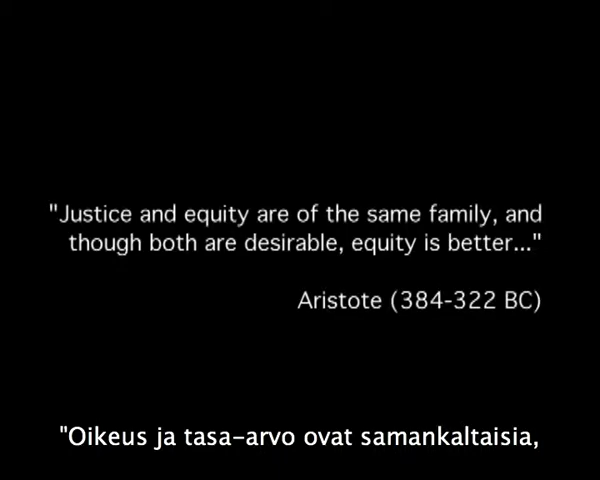 "Justice and equity are of the same family, and
though both are desirable, equity is better..."
Aristote (384-322 BC)
"Oikeus ja tasa-arvo ovat samankaltaisia,